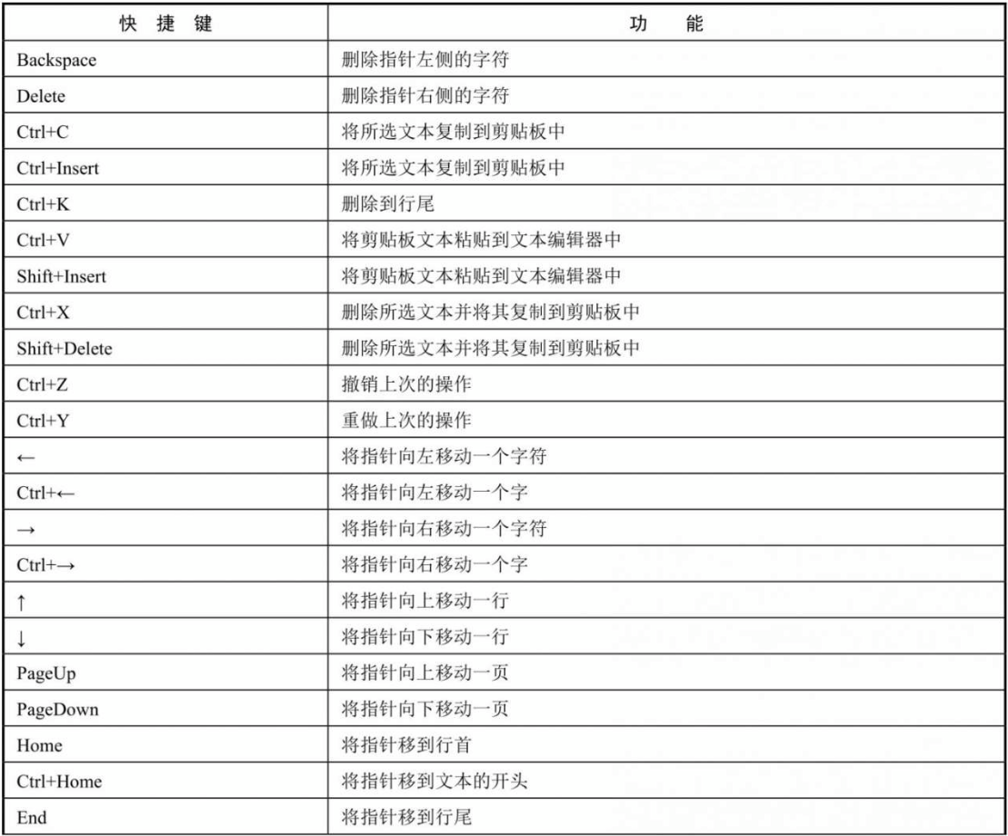 快 捷 键 功 能
Backspace 删除指针左侧的字符
Delete 删除指针右侧的字符
Ctrl+C 将所选文本复制到剪贴板中
Ctrl+Insert 将所选文本复制到剪贴板中
Ctrl+K 删除到行尾
Ctrl+V 将剪贴板文本粘贴到文本编辑器中
Shift+Insert 将剪贴板文本粘贴到文本编辑器中
Ctrl+X 删除所选文本并将其复制到剪贴板中
Shift+Delete 删除所选文本并将其复制到剪贴板中
Ctrl+Z 撤销上次的操作
Ctrl+Y 重做上次的操作
← 将指针向左移动一个字符
Ctrl+← 将指针向左移动一个字
→ 将指针向右移动一个字符
Ctrl+→ 将指针向右移动一个字
↑ 将指针向上移动一行
↓ 将指针向下移动一行
PageUp 将指针向上移动一页
PageDown 将指针向下移动一页
Home 将指针移到行首
Ctrl+Home 将指针移到文本的开头
End 将指针移到行尾